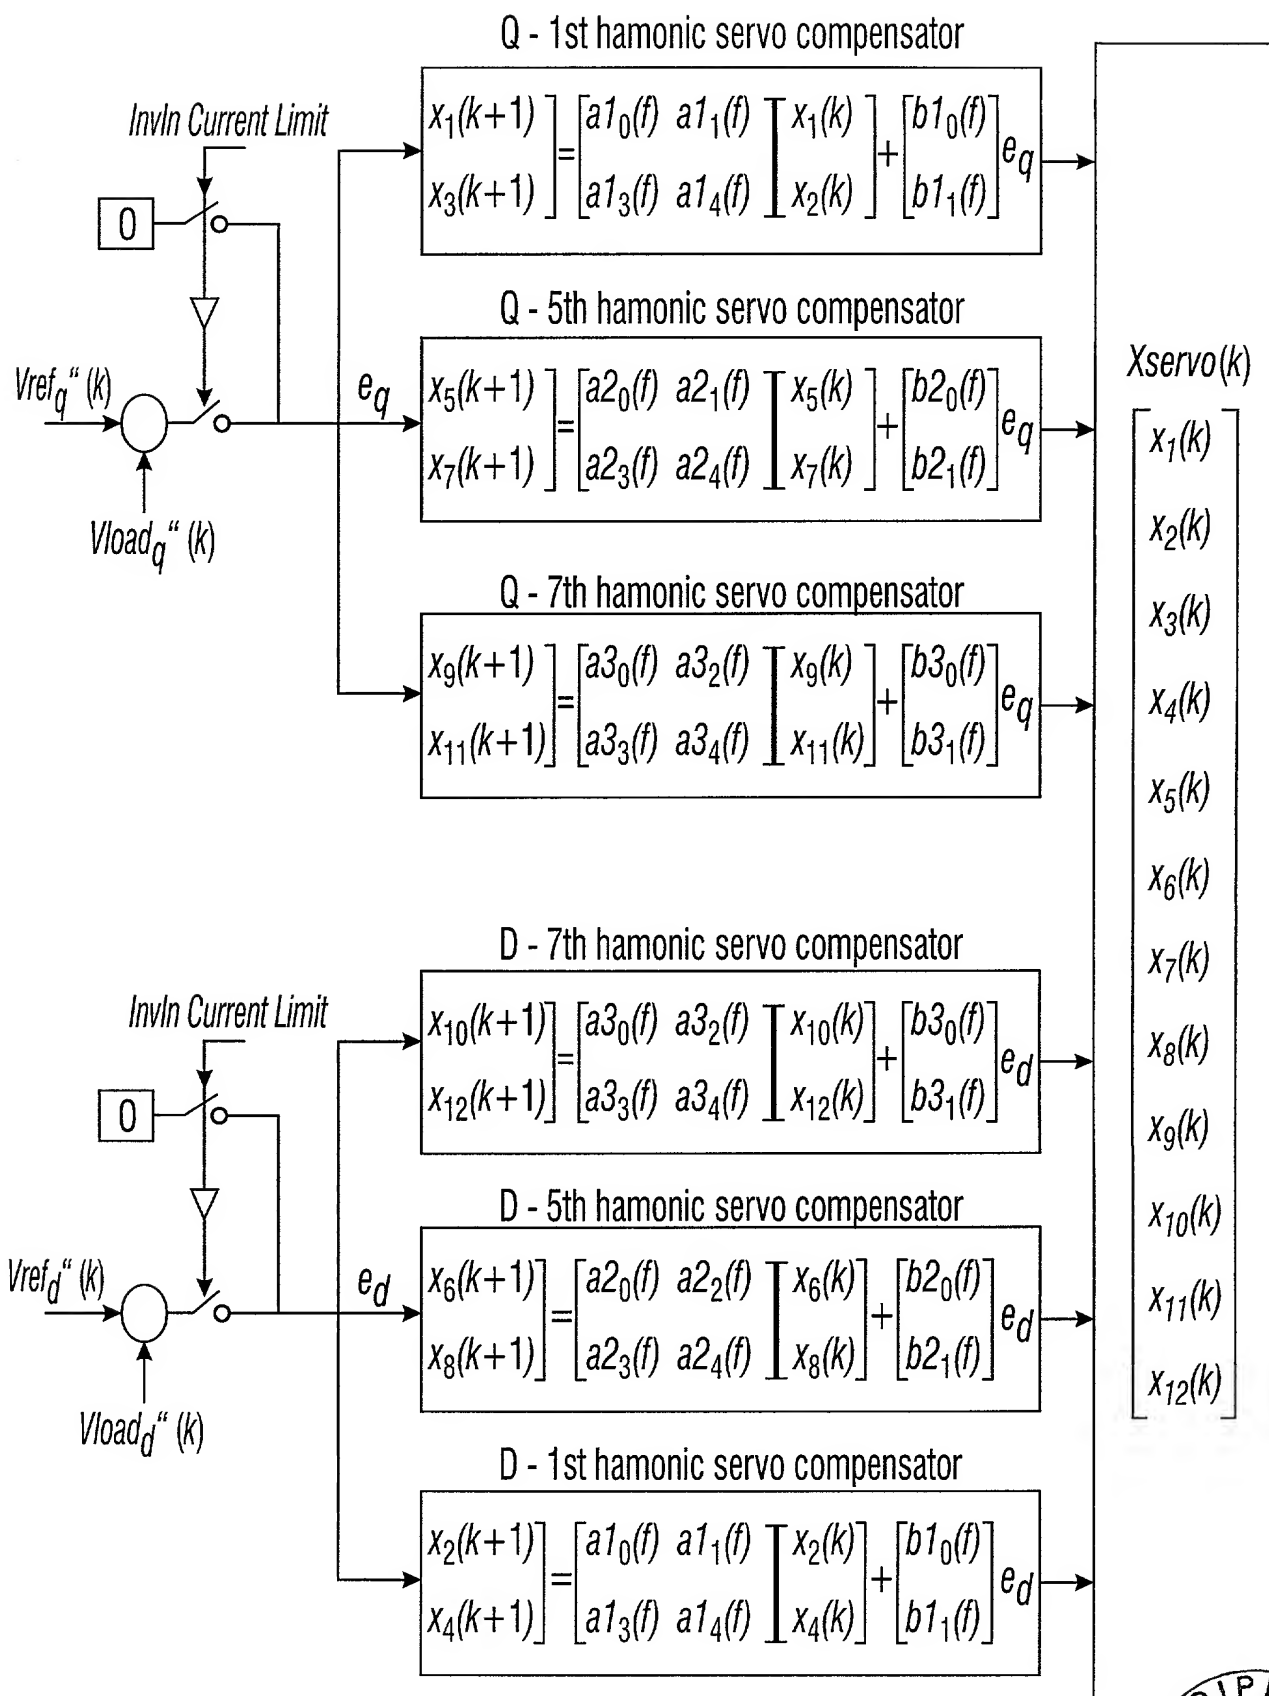 Q - 1st hamonic servo compensator
InvIn Current Limit
0
x1(k+1) a10(f) a11(f) x1(k) b10(f)
= + eq
x3(k+1) a13(f) a14(f) x2(k) b11(f)
Q - 5th hamonic servo compensator
Vrefq“ (k)
Vloadq“ (k)
eq
x5(k+1) a20(f) a21(f) x5(k) b20(f)
= + eq
x7(k+1) a23(f) a24(f) x7(k) b21(f)
Q - 7th hamonic servo compensator
x9(k+1) a30(f) a32(f) x9(k) b30(f)
= + eq
x11(k+1) a33(f) a34(f) x11(k) b31(f)
D - 7th hamonic servo compensator
InvIn Current Limit
0
x10(k+1) a30(f) a32(f) x10(k) b30(f)
= + ed
x12(k+1) a33(f) a34(f) x12(k) b31(f)
D - 5th hamonic servo compensator
Vrefd“ (k)
Vloadd“ (k)
ed
x6(k+1) a20(f) a22(f) x6(k) b20(f)
= + ed
x8(k+1) a23(f) a24(f) x8(k) b21(f)
D - 1st hamonic servo compensator
x2(k+1) a10(f) a11(f) x2(k) b10(f)
= + ed
x4(k+1) a13(f) a14(f) x4(k) b11(f)
Xservo(k)
x1(k)
x2(k)
x3(k)
x4(k)
x5(k)
x6(k)
x7(k)
x8(k)
x9(k)
x10(k)
x11(k)
x12(k)